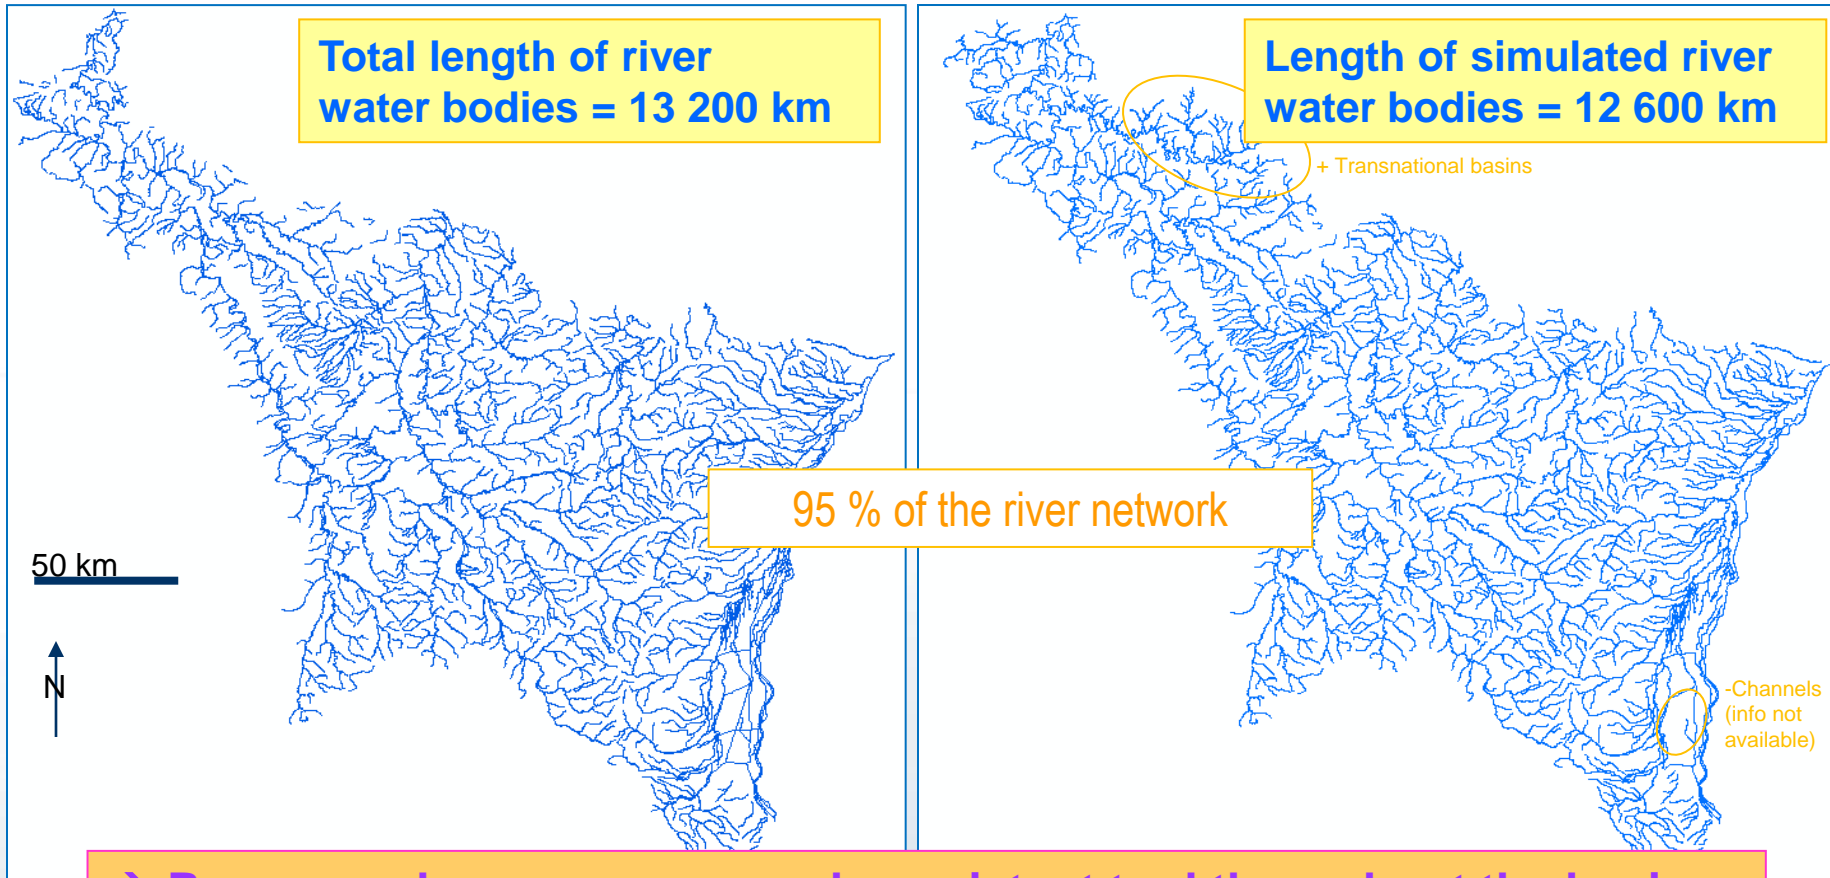 Total length of river
water bodies = 13 200 km
Length of simulated river
water bodies = 12 600 km
+ Transnational basins
95 % of the river network
50 km
N
-Channels
(info not
available)